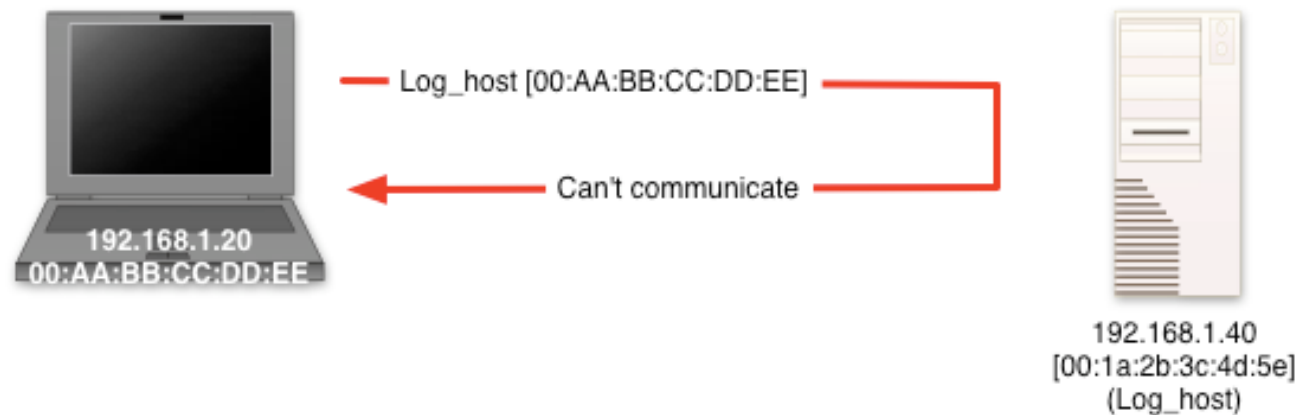 Log_host [00:AA:BB:CC:DD:EE]
Can't communicate
192.168.1.20
00:AA:BB:CC:DD:EE
192.168.1.40
[00:1a:2b:3c:4d:5e]
(Log_host)